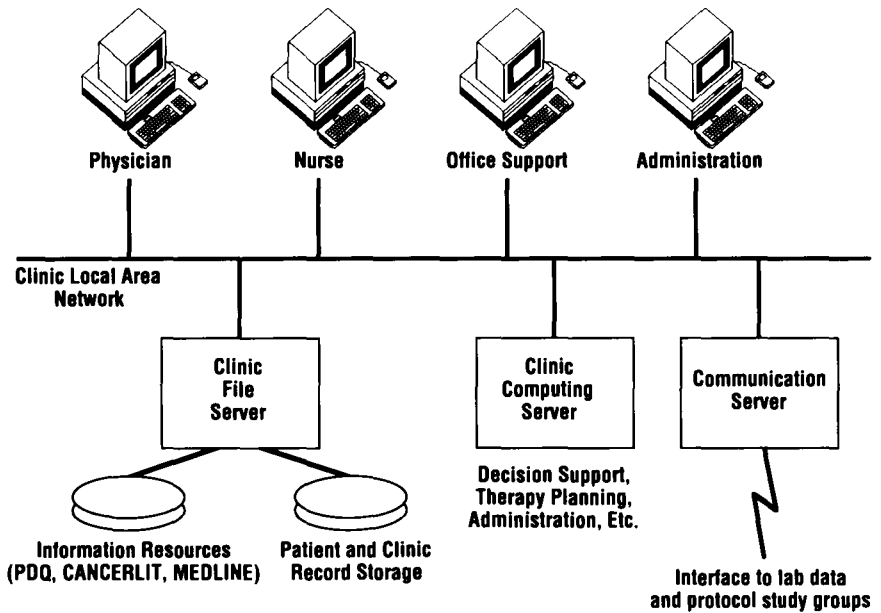 Physician
Nurse
Office Support
Administration
Clinic Local Area
Network
Clinic
File
Server
Clinic
Computing
Server
Communication
Server
Decision Support,
Therapy Planning,
Administration, Etc.
Information Resources
(PDQ, CANCERLIT, MEDLINE)
Patient and Clinic
Record Storage
Interface to lab data
and protocol study groups